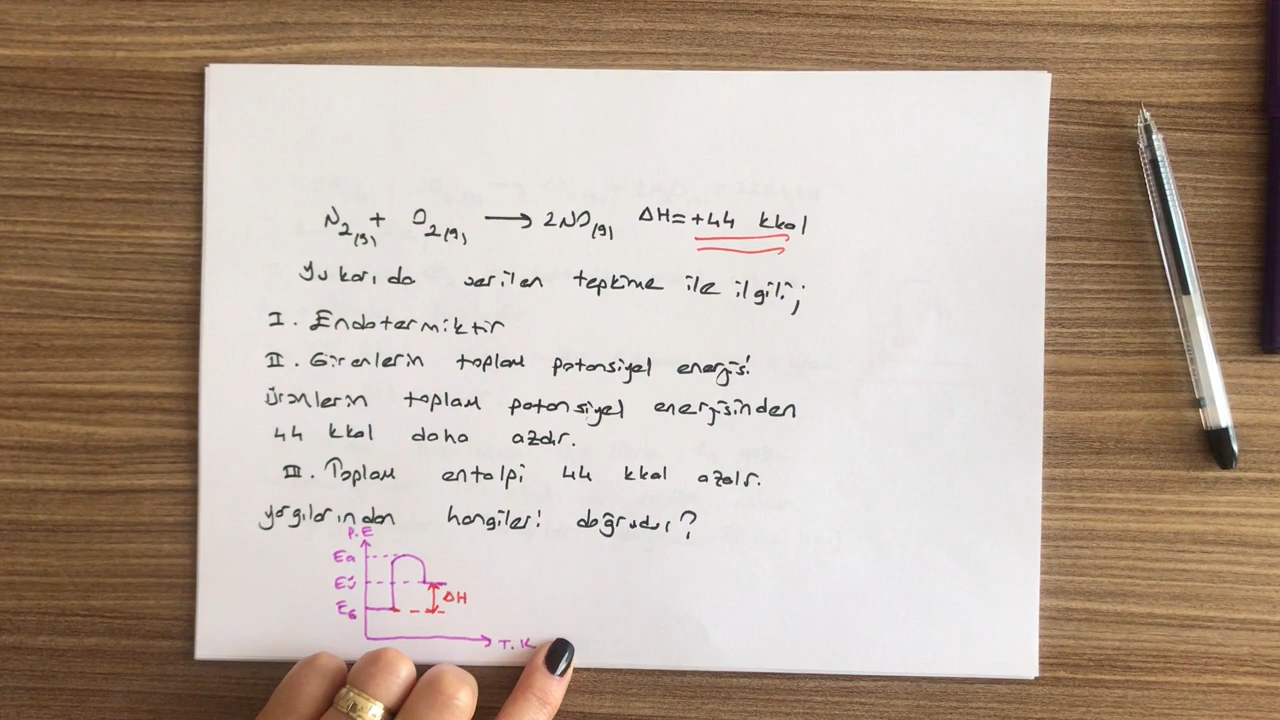 N₂(g) + O₂(g) → 2NO(g) ΔH=+44 kkal
Yukarıda verilen tepkime ile ilgili;
I. Endotermiktir
II. Girenlerin toplam potansiyel enerjisi
ürünlerin toplam potansiyel enerjisinden
44 kkal daha azdır.
III. Toplam entalpi 44 kkal azalır.
yargılarından hangileri doğrudur?
P.E
Ea
EÜ
EG
ΔH
T.K